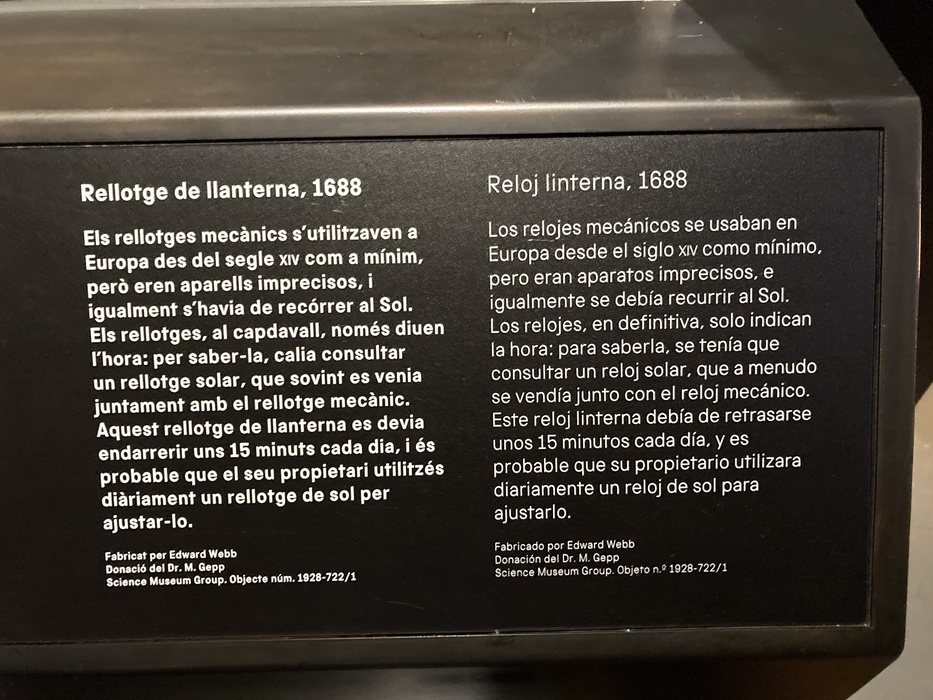 Rellotge de llanterna, 1688
Els rellotges mecànics s'utilitzaven a
Europa des del segle XIV com a mínim,
però eren aparells imprecisos, i
igualment s'havia de recórrer al Sol.
Els rellotges, al capdavall, només diuen
l'hora: per saber-la, calia consultar
un rellotge solar, que sovint es venia
juntament amb el rellotge mecànic.
Aquest rellotge de llanterna es devia
endarrerir uns 15 minuts cada dia, i és
probable que el seu propietari utilitzés
diàriament un rellotge de sol per
ajustar-lo.
Fabricat per Edward Webb
Donació del Dr. M. Gepp
Science Museum Group. Objecte núm. 1928-722/1
Reloj linterna, 1688
Los relojes mecánicos se usaban en
Europa desde el siglo XIV como mínimo,
pero eran aparatos imprecisos, e
igualmente se debía recurrir al Sol.
Los relojes, en definitiva, solo indican
la hora: para saberla, se tenía que
consultar un reloj solar, que a menudo
se vendía junto con el reloj mecánico.
Este reloj linterna debía de retrasarse
unos 15 minutos cada día, y es
probable que su propietario utilizara
diariamente un reloj de sol para
ajustarlo.
Fabricado por Edward Webb
Donación del Dr. M. Gepp
Science Museum Group. Objeto n.º 1928-722/1